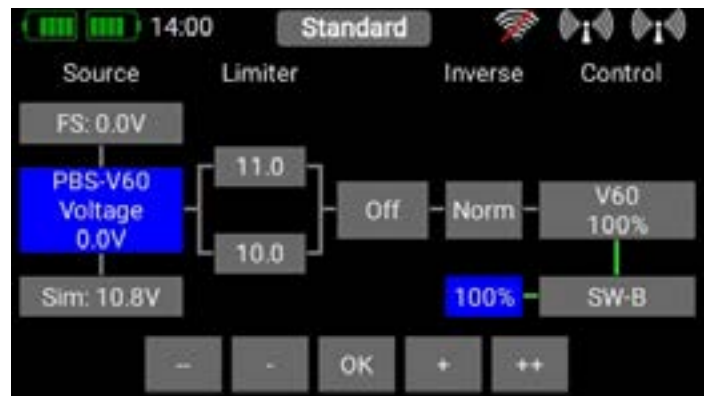 14:00 Standard
Source Limiter Inverse Control
FS: 0.0V
PBS-V60
Voltage
0.0V
11.0
10.0
Off
Norm
V60
100%
Sim: 10.8V
100%
SW-B
-- - OK + ++